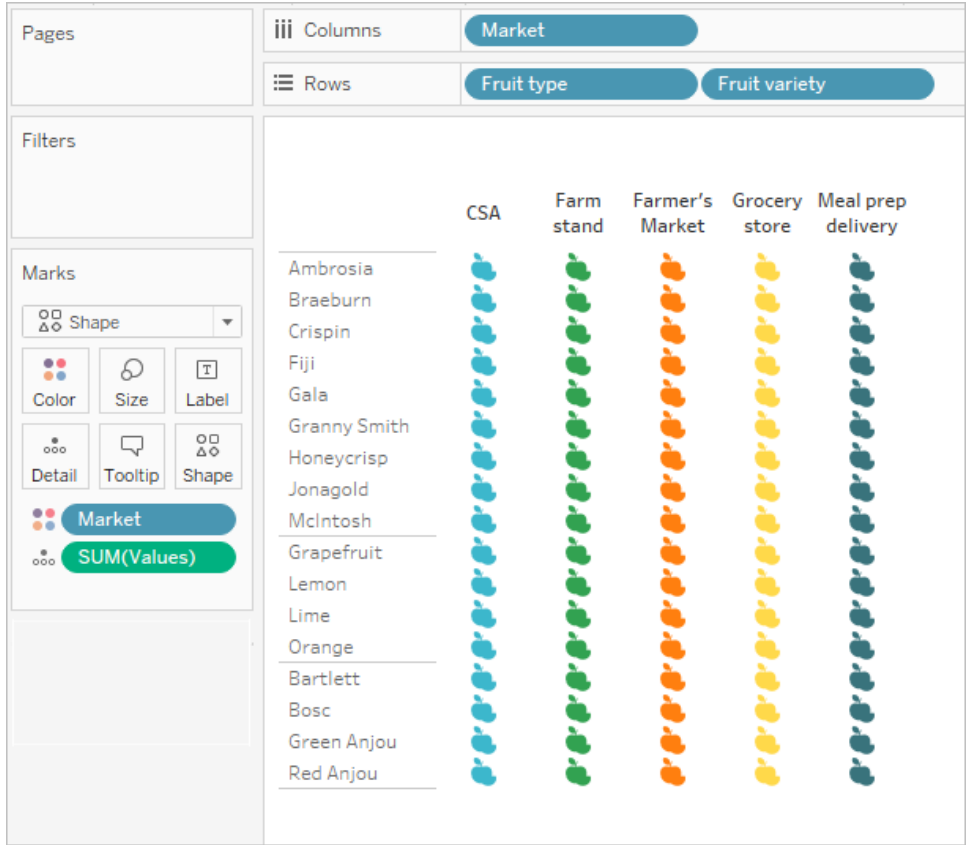 Pages
Columns
Market
Rows
Fruit type
Fruit variety
Filters
Marks
Shape
Color
Size
T
Label
Detail
Tooltip
Shape
Market
SUM(Values)
CSA
Farm
stand
Farmer's
Market
Grocery
store
Meal prep
delivery
Ambrosia
Braeburn
Crispin
Fiji
Gala
Granny Smith
Honeycrisp
Jonagold
McIntosh
Grapefruit
Lemon
Lime
Orange
Bartlett
Bosc
Green Anjou
Red Anjou